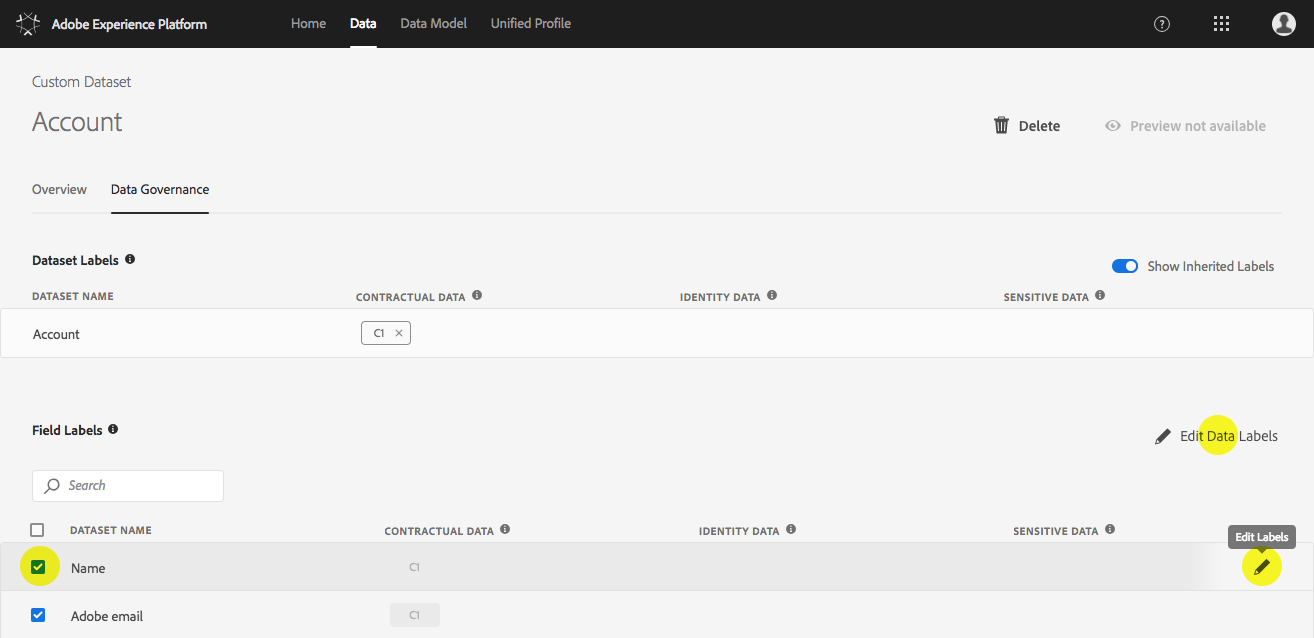 Adobe Experience Platform Home Data Data Model Unified Profile
Custom Dataset
Account
Delete Preview not available
Overview Data Governance
Dataset Labels
Show Inherited Labels
DATASET NAME CONTRACTUAL DATA IDENTITY DATA SENSITIVE DATA
Account C1
Field Labels
Edit Data Labels
Search
DATASET NAME CONTRACTUAL DATA IDENTITY DATA SENSITIVE DATA
Edit Labels
Name C1
Adobe email C1